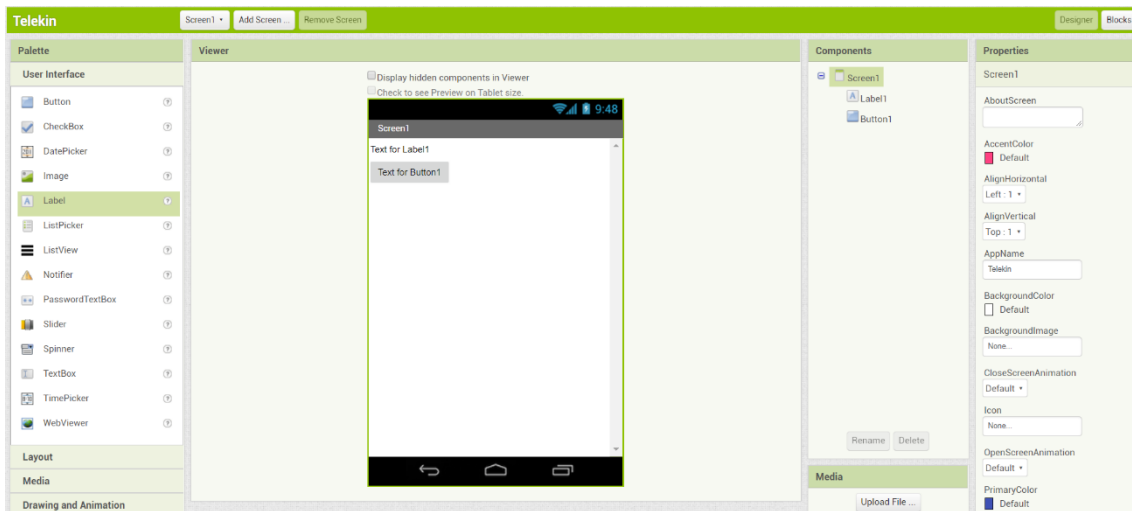 Telekin
Screen1
Add Screen ...
Remove Screen
Designer
Blocks
Palette
User Interface
Button
CheckBox
DatePicker
Image
Label
ListPicker
ListView
Notifier
PasswordTextBox
Slider
Spinner
TextBox
TimePicker
WebViewer
Layout
Media
Drawing and Animation
Viewer
Display hidden components in Viewer
Check to see Preview on Tablet size.
9:48
Screen1
Text for Label1
Text for Button1
Components
Screen1
Label1
Button1
Rename
Delete
Media
Upload File ...
Properties
Screen1
AboutScreen
AccentColor
Default
AlignHorizontal
Left : 1
AlignVertical
Top : 1
AppName
Telekin
BackgroundColor
Default
BackgroundImage
None...
CloseScreenAnimation
Default
Icon
None...
OpenScreenAnimation
Default
PrimaryColor
Default